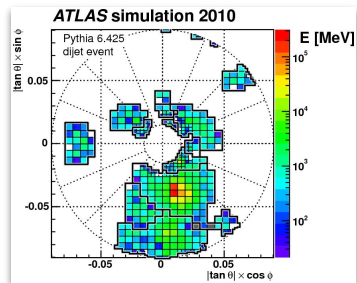 ATLAS simulation 2010
Pythia 6.425
dijet event
E [MeV]
|tan θ| × sin φ
0.05
0
-0.05
-0.05
0
0.05
|tan θ| × cos φ
10⁵
10⁴
10³
10²